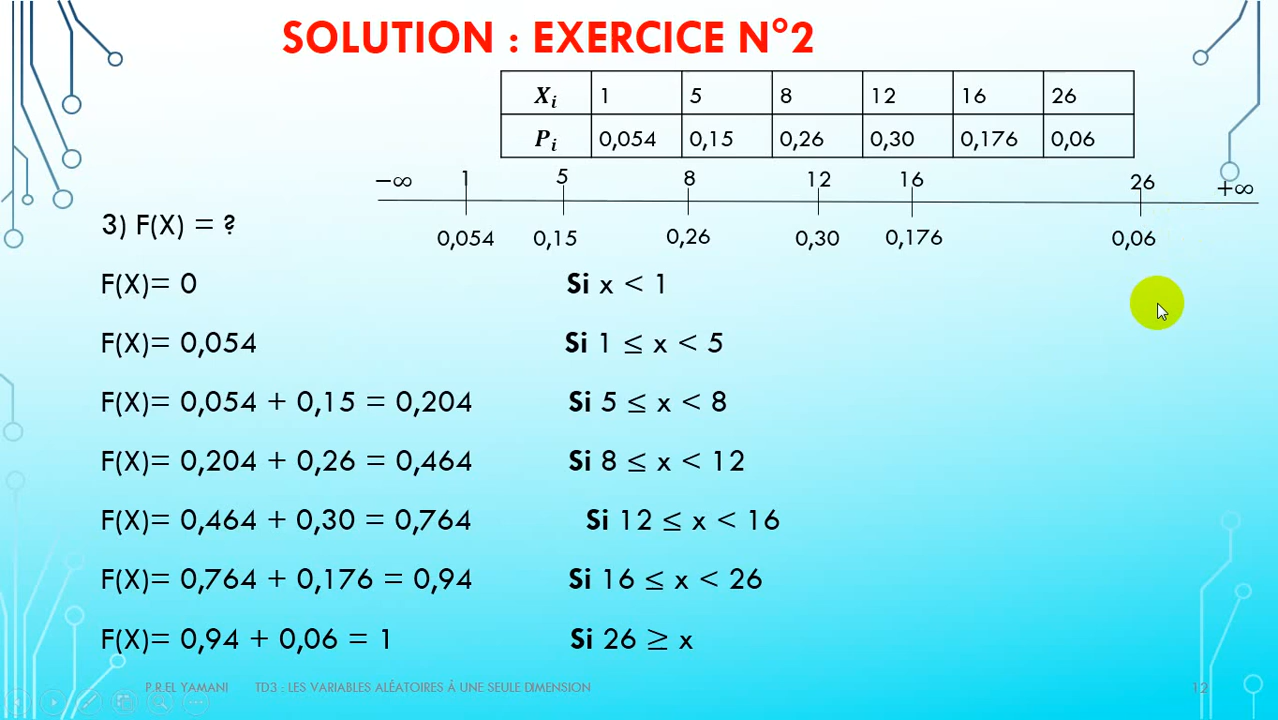 SOLUTION : EXERCICE N°2
Xi 1 5 8 12 16 26
Pi 0,054 0,15 0,26 0,30 0,176 0,06
−∞ 1 5 8 12 16 26 +∞
0,054 0,15 0,26 0,30 0,176 0,06
3) F(X) = ?
F(X)= 0 Si x < 1
F(X)= 0,054 Si 1 ≤ x < 5
F(X)= 0,054 + 0,15 = 0,204 Si 5 ≤ x < 8
F(X)= 0,204 + 0,26 = 0,464 Si 8 ≤ x < 12
F(X)= 0,464 + 0,30 = 0,764 Si 12 ≤ x < 16
F(X)= 0,764 + 0,176 = 0,94 Si 16 ≤ x < 26
F(X)= 0,94 + 0,06 = 1 Si 26 ≥ x
P.R.EL YAMANI TD3 : LES VARIABLES ALÉATOIRES À UNE SEULE DIMENSION 12